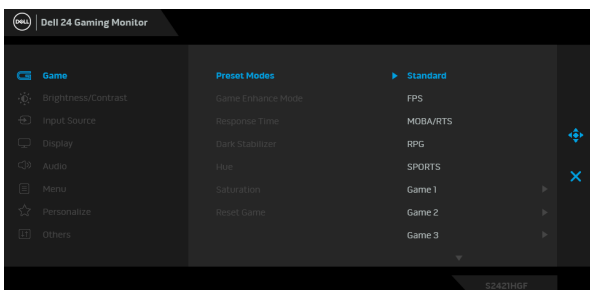 DELL
Dell 24 Gaming Monitor
Game
Preset Modes
Standard
Brightness/Contrast
Game Enhance Mode
FPS
Input Source
Response Time
MOBA/RTS
Display
Dark Stabilizer
RPG
Audio
Hue
SPORTS
Menu
Saturation
Game 1
Personalize
Reset Game
Game 2
Others
Game 3
S2421HGF